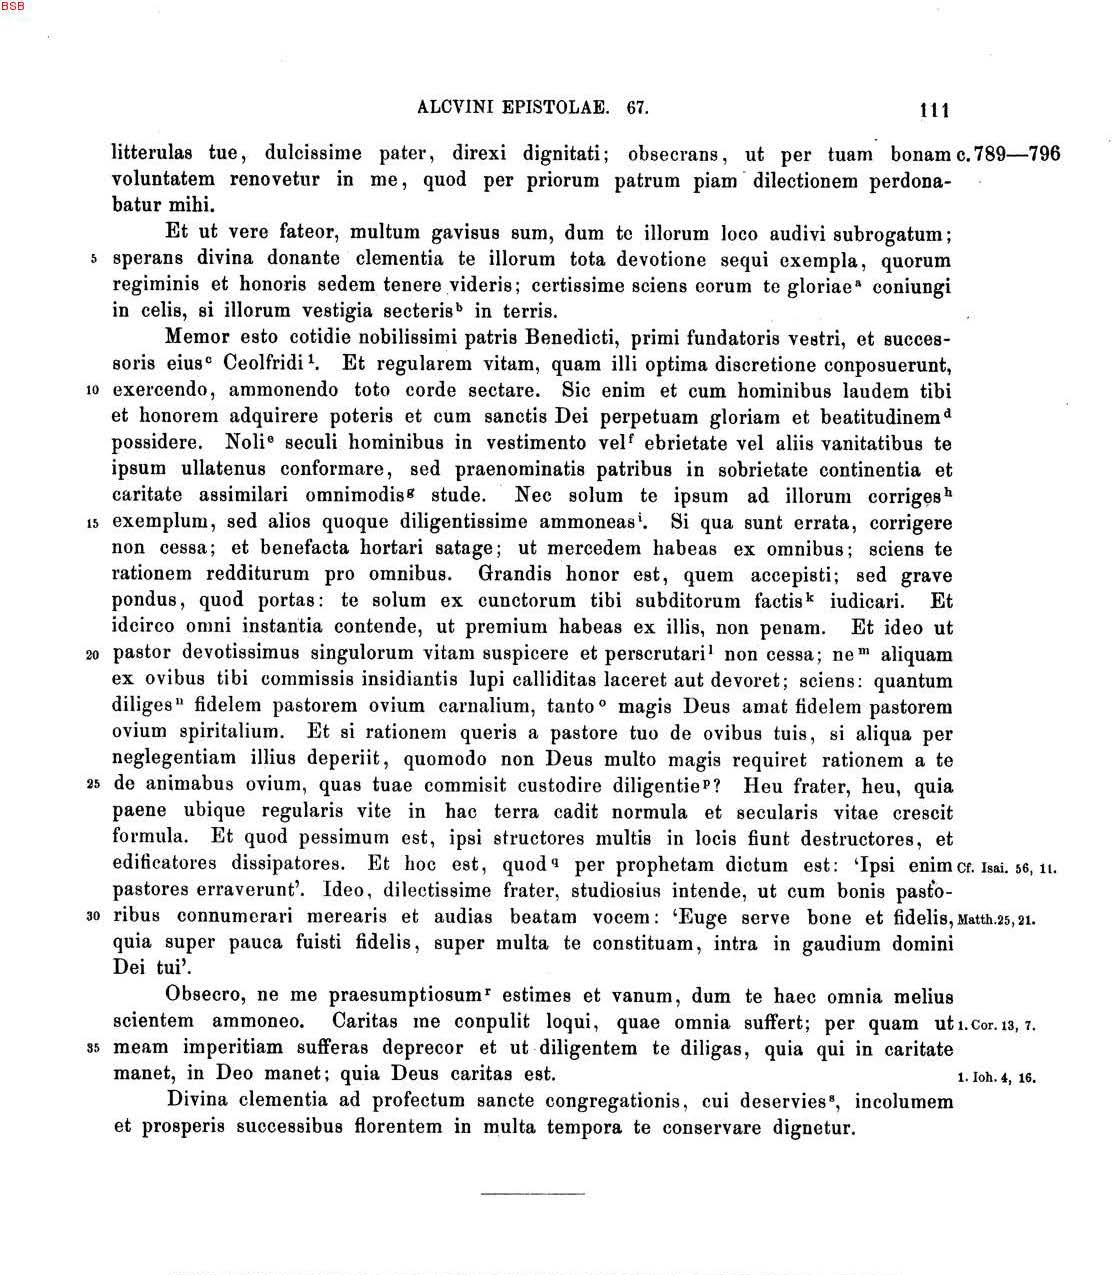 BSB
ALCVINI EPISTOLAE. 67. 111
litterulas tue, dulcissime pater, direxi dignitati; obsecrans, ut per tuam bonam c. 789—796
voluntatem renovetur in me, quod per priorum patrum piam dilectionem perdona-
batur mihi.
Et ut vere fateor, multum gavisus sum, dum te illorum loco audivi subrogatum;
5 sperans divina donante clementia te illorum tota devotione sequi exempla, quorum
regiminis et honoris sedem tenere videris; certissime sciens eorum te gloriae a coniungi
in celis, si illorum vestigia secteris b in terris.
Memor esto cotidie nobilissimi patris Benedicti, primi fundatoris vestri, et succes-
soris eius c Ceolfridi 1. Et regularem vitam, quam illi optima discretione conposuerunt,
10 exercendo, ammonendo toto corde sectare. Sic enim et cum hominibus laudem tibi
et honorem adquirere poteris et cum sanctis Dei perpetuam gloriam et beatitudinem d
possidere. Noli e seculi hominibus in vestimento vel f ebrietate vel aliis vanitatibus te
ipsum ullatenus conformare, sed praenominatis patribus in sobrietate continentia et
caritate assimilari omnimodis g stude. Nec solum te ipsum ad illorum corriges h
15 exemplum, sed alios quoque diligentissime ammoneas i. Si qua sunt errata, corrigere
non cessa; et benefacta hortari satage; ut mercedem habeas ex omnibus; sciens te
rationem redditurum pro omnibus. Grandis honor est, quem accepisti; sed grave
pondus, quod portas: te solum ex cunctorum tibi subditorum factis k iudicari. Et
idcirco omni instantia contende, ut premium habeas ex illis, non penam. Et ideo ut
20 pastor devotissimus singulorum vitam suspicere et perscrutari l non cessa; ne m aliquam
ex ovibus tibi commissis insidiantis lupi calliditas laceret aut devoret; sciens: quantum
diliges n fidelem pastorem ovium carnalium, tanto o magis Deus amat fidelem pastorem
ovium spiritalium. Et si rationem queris a pastore tuo de ovibus tuis, si aliqua per
neglegentiam illius deperiit, quomodo non Deus multo magis requiret rationem a te
25 de animabus ovium, quas tuae commisit custodire diligentie p? Heu frater, heu, quia
paene ubique regularis vite in hac terra cadit normula et secularis vitae crescit
formula. Et quod pessimum est, ipsi structores multis in locis fiunt destructores, et
edificatores dissipatores. Et hoc est, quod q per prophetam dictum est: ‘Ipsi enim Cf. Isai. 56, 11.
pastores erraverunt’. Ideo, dilectissime frater, studiosius intende, ut cum bonis pasto-
30 ribus connumerari merearis et audias beatam vocem: ‘Euge serve bone et fidelis, Matth. 25, 21.
quia super pauca fuisti fidelis, super multa te constituam, intra in gaudium domini
Dei tui’.
Obsecro, ne me praesumptiosum r estimes et vanum, dum te haec omnia melius
scientem ammoneo. Caritas me conpulit loqui, quae omnia suffert; per quam ut 1. Cor. 13, 7.
35 meam imperitiam sufferas deprecor et ut diligentem te diligas, quia qui in caritate
manet, in Deo manet; quia Deus caritas est. 1. Ioh. 4, 16.
Divina clementia ad profectum sancte congregationis, cui deservies s, incolumem
et prosperis successibus florentem in multa tempora te conservare dignetur.